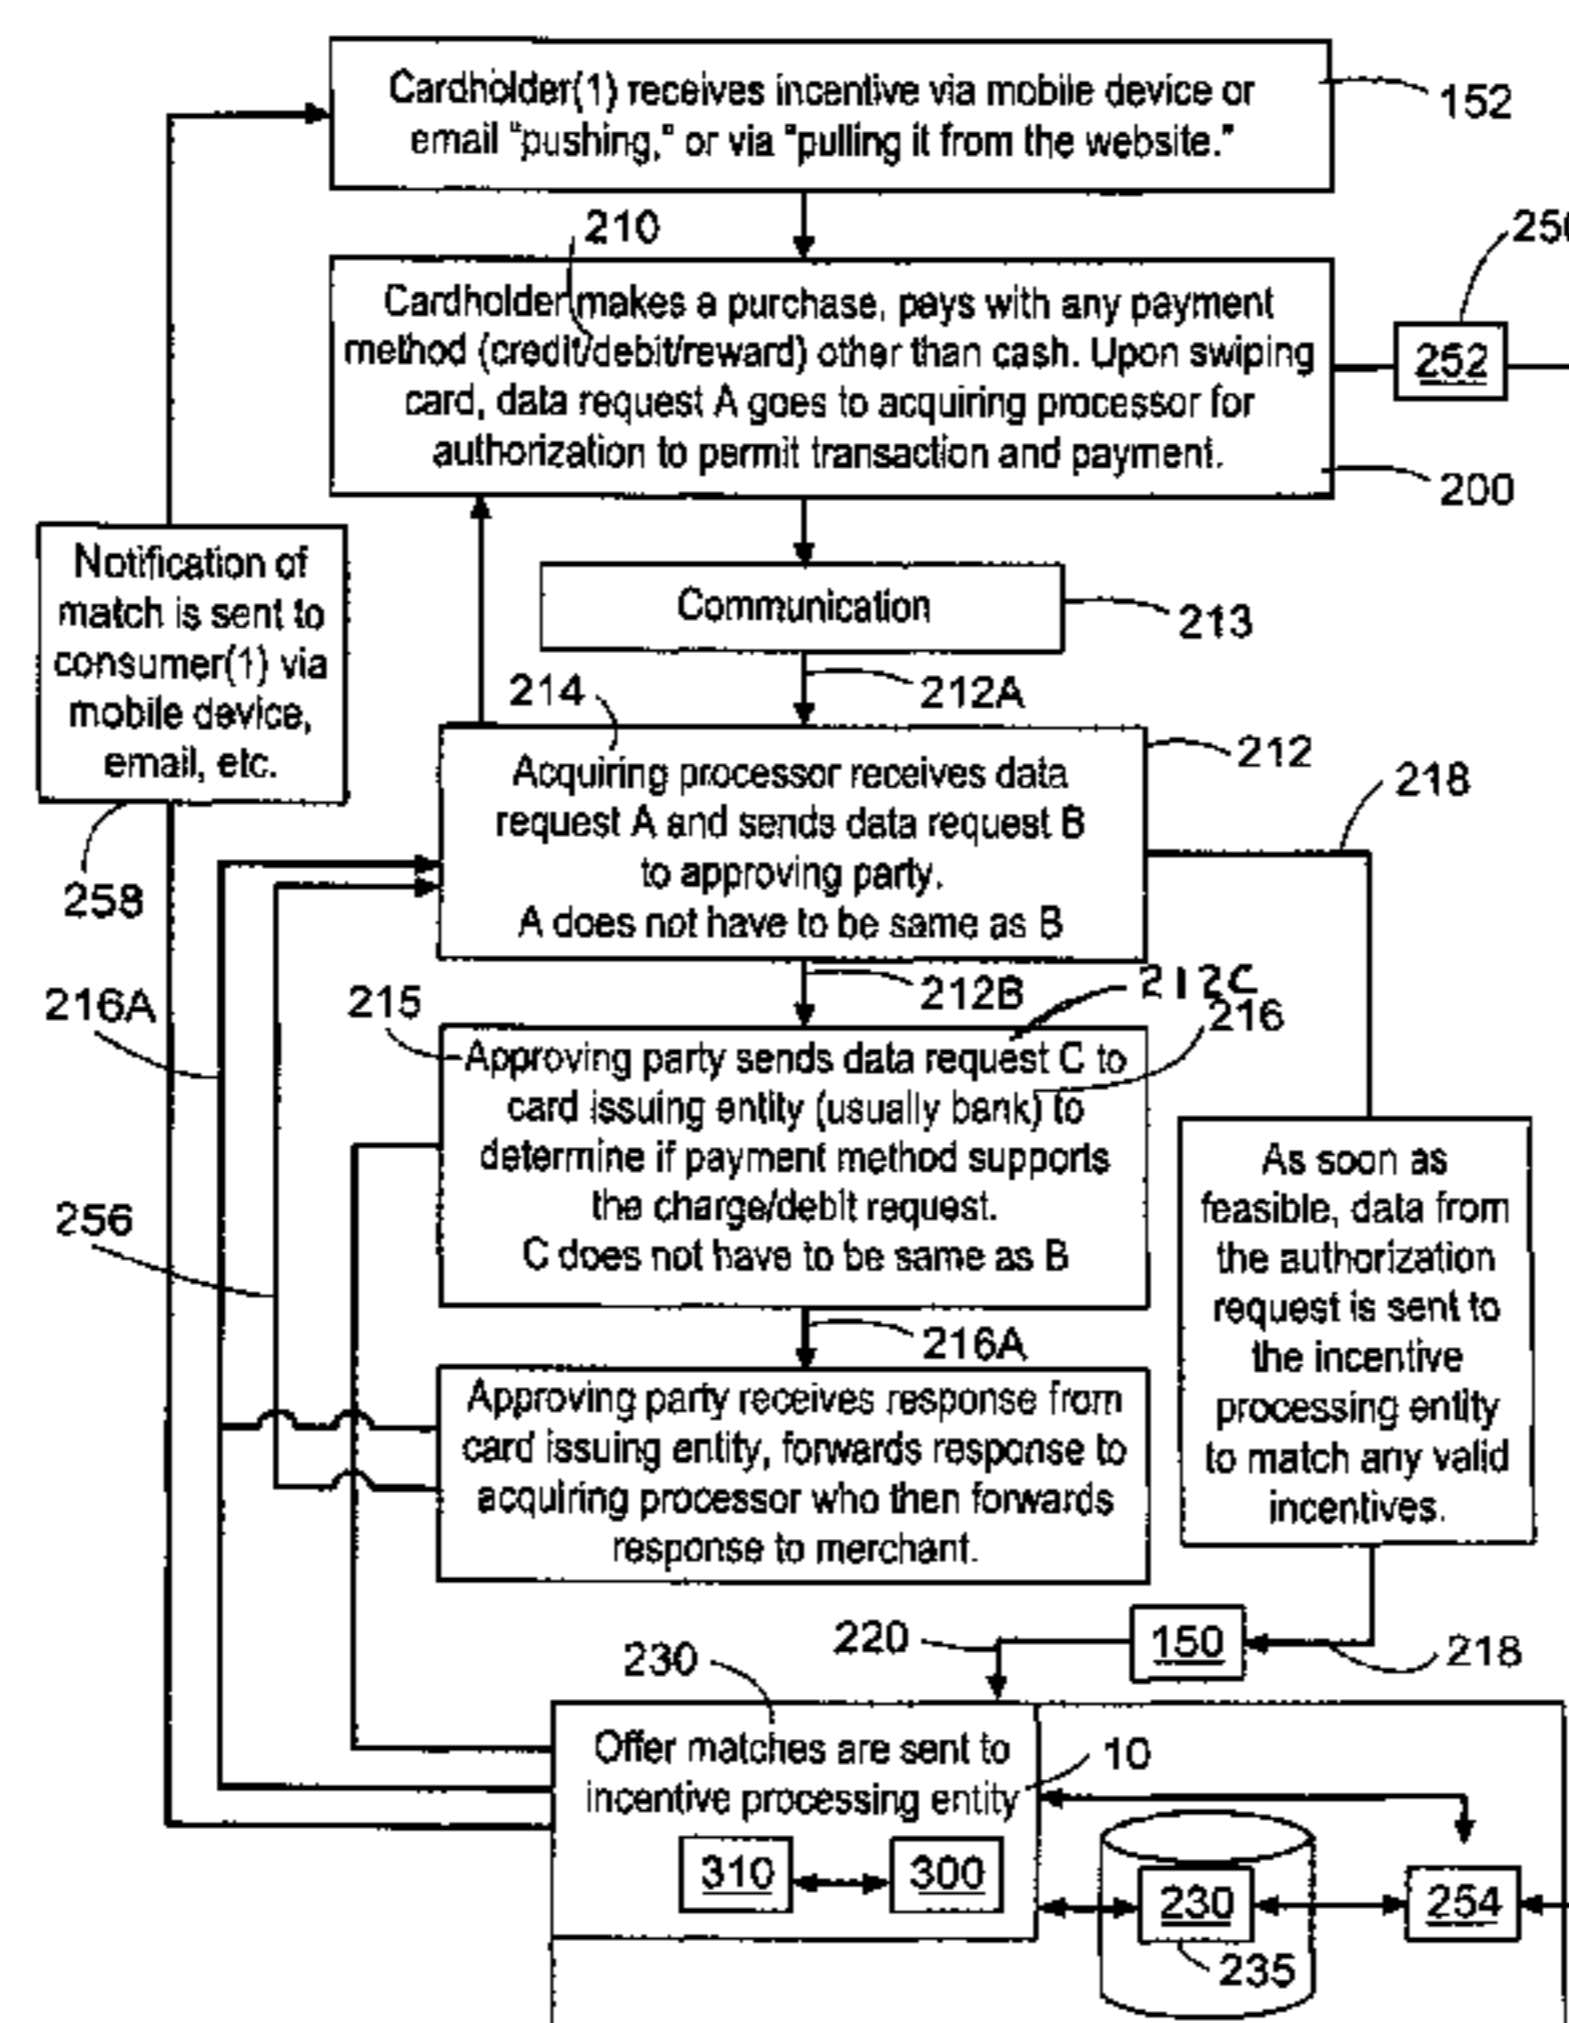 Cardholder(1) receives incentive via mobile device or
email "pushing," or via "pulling it from the website."
152
210
250
Cardholder makes a purchase, pays with any payment
method (credit/debit/reward) other than cash. Upon swiping
card, data request A goes to acquiring processor for
authorization to permit transaction and payment.
252
200
Notification of
match is sent to
consumer(1) via
mobile device,
email, etc.
258
Communication
213
212A
214
212
Acquiring processor receives data
request A and sends data request B
to approving party.
A does not have to be same as B
218
216A
215
212B
212C
216
Approving party sends data request C to
card issuing entity (usually bank) to
determine if payment method supports
the charge/debit request.
C does not have to be same as B
256
As soon as
feasible, data from
the authorization
request is sent to
the incentive
processing entity
to match any valid
incentives.
216A
Approving party receives response from
card issuing entity, forwards response to
acquiring processor who then forwards
response to merchant.
220
150
218
230
Offer matches are sent to
incentive processing entity
10
310
300
230
254
235